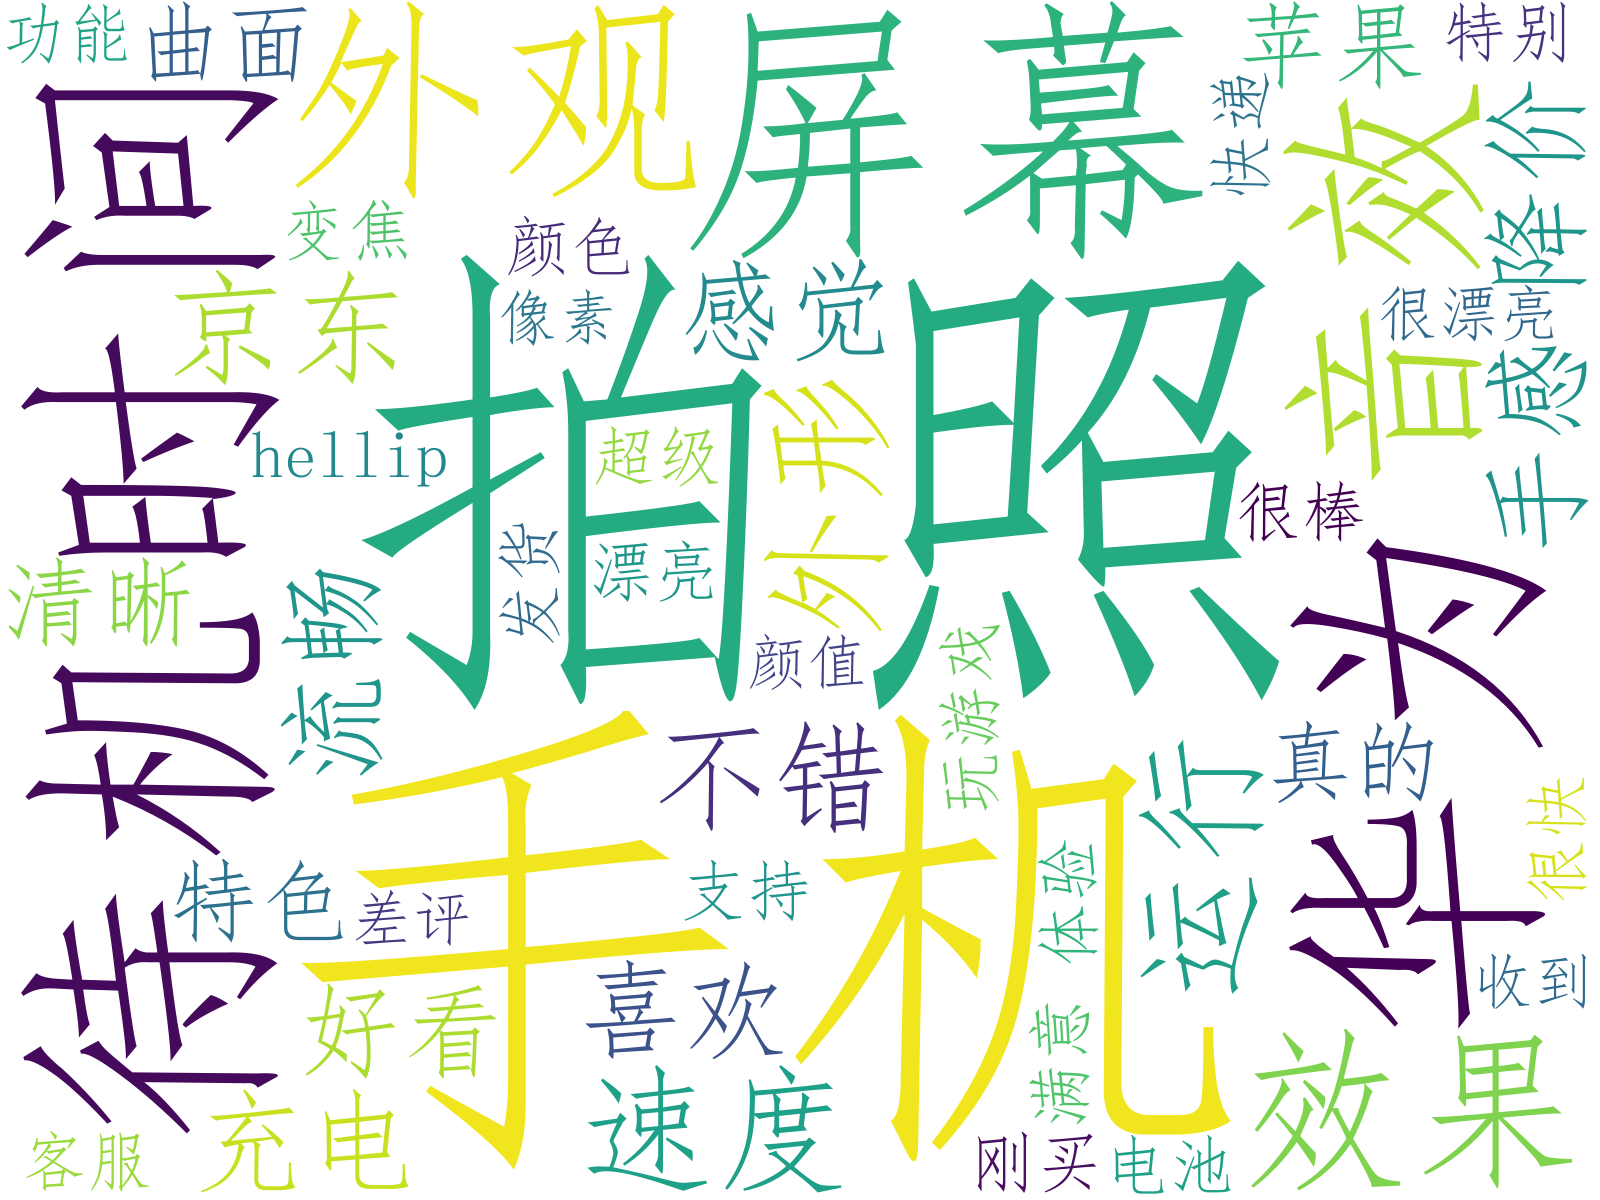 功能
曲面
外观
屏幕
苹果
特别
快递
音效
降价
待机时间
变焦
颜色
京东
像素
感觉
拍照
很漂亮
手感
hellip
超级
外形
很棒
清晰
流畅
发货
漂亮
颜值
玩游戏
华为
手机
不错
运行
真的
很快
特色
差评
支持
体验
好看
喜欢
满意
收到
充电
速度
效果
客服
刚买
电池